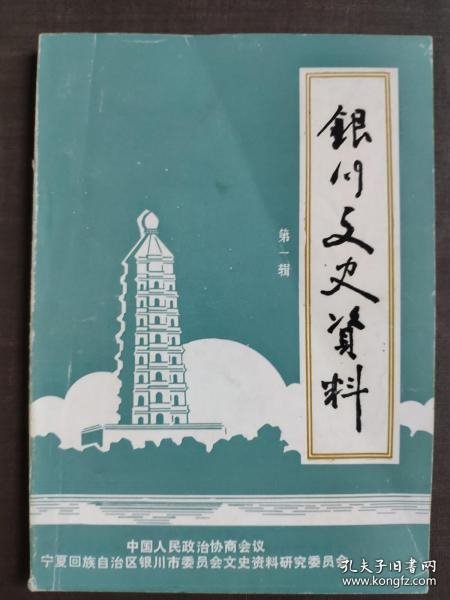 銀川文史資料
第一辑
中国人民政治协商会议
宁夏回族自治区银川市委员会文史资料研究委员会
孔夫子旧书网
www.kongfz.com